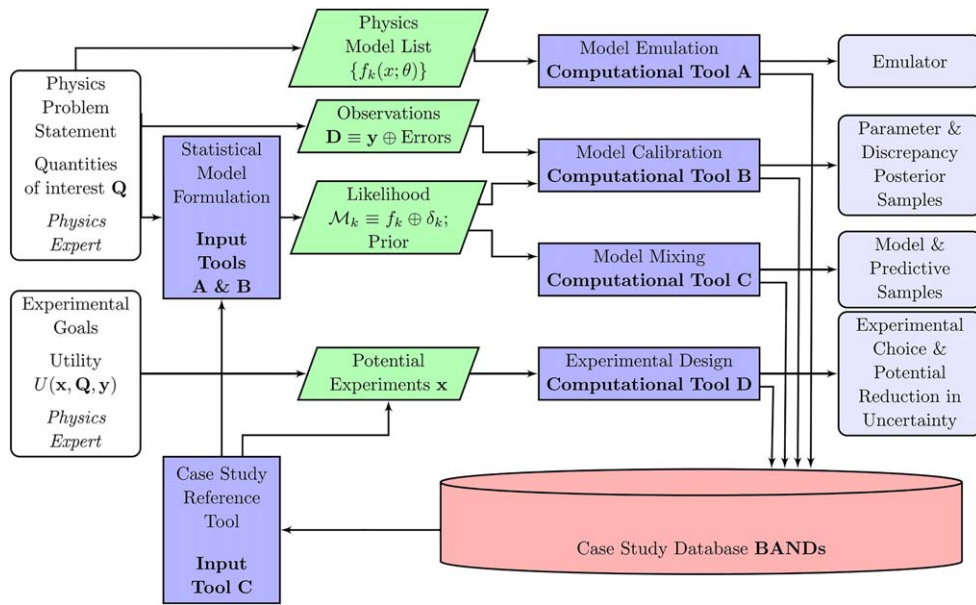 Physics
Problem
Statement
Quantities
of interest Q
Physics
Expert
Experimental
Goals
Utility
U(x, Q, y)
Physics
Expert
Statistical
Model
Formulation
Input
Tools
A & B
Case Study
Reference
Tool
Input
Tool C
Physics
Model List
{f_k(x; θ)}
Observations
D ≡ y ⊕ Errors
Likelihood
M_k ≡ f_k ⊕ δ_k;
Prior
Potential
Experiments x
Model Emulation
Computational Tool A
Model Calibration
Computational Tool B
Model Mixing
Computational Tool C
Experimental Design
Computational Tool D
Emulator
Parameter &
Discrepancy
Posterior
Samples
Model &
Predictive
Samples
Experimental
Choice &
Potential
Reduction in
Uncertainty
Case Study Database BANDs